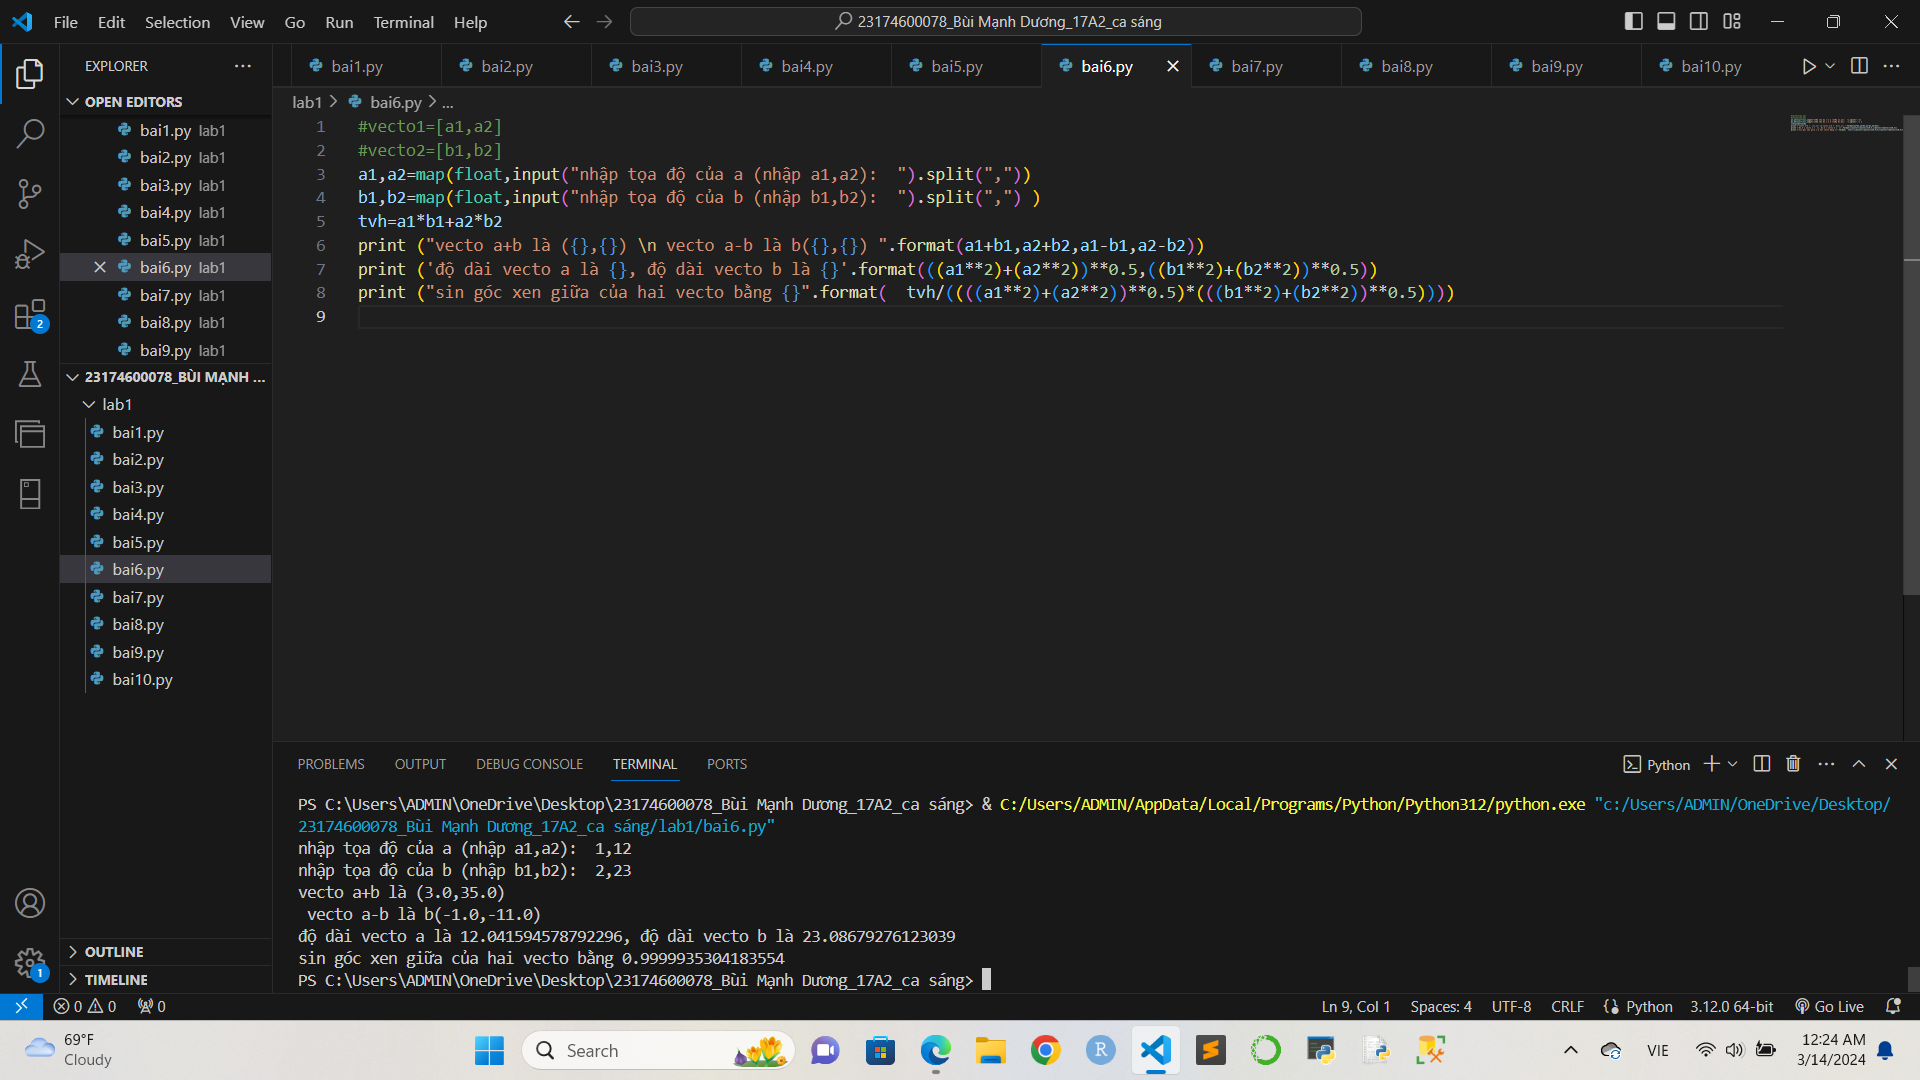 File Edit Selection View Go Run Terminal Help
23174600078_Bùi Mạnh Dương_17A2_ca sáng
EXPLORER
bai1.py bai2.py bai3.py bai4.py bai5.py bai6.py bai7.py bai8.py bai9.py bai10.py
OPEN EDITORS
bai1.py lab1
bai2.py lab1
bai3.py lab1
bai4.py lab1
bai5.py lab1
bai6.py lab1
bai7.py lab1
bai8.py lab1
bai9.py lab1
23174600078_BÙI MẠNH ...
lab1
bai1.py
bai2.py
bai3.py
bai4.py
bai5.py
bai6.py
bai7.py
bai8.py
bai9.py
bai10.py
OUTLINE
TIMELINE
2
1
lab1 > bai6.py > ...
1 #vecto1=[a1,a2]
2 #vecto2=[b1,b2]
3 a1,a2=map(float,input("nhập tọa độ của a (nhập a1,a2):  ").split(","))
4 b1,b2=map(float,input("nhập tọa độ của b (nhập b1,b2):  ").split(",") )
5 tvh=a1*b1+a2*b2
6 print ("vecto a+b là ({},{}) \n vecto a-b là b({},{}) ".format(a1+b1,a2+b2,a1-b1,a2-b2))
7 print ('độ dài vecto a là {}, độ dài vecto b là {}'.format(((a1**2)+(a2**2))**0.5,((b1**2)+(b2**2))**0.5))
8 print ("sin góc xen giữa của hai vecto bằng {}".format(  tvh/((((a1**2)+(a2**2))**0.5)*(((b1**2)+(b2**2))**0.5))))
9
PROBLEMS OUTPUT DEBUG CONSOLE TERMINAL PORTS
Python
PS C:\Users\ADMIN\OneDrive\Desktop\23174600078_Bùi Mạnh Dương_17A2_ca sáng> & C:/Users/ADMIN/AppData/Local/Programs/Python/Python312/python.exe "c:/Users/ADMIN/OneDrive/Desktop/
23174600078_Bùi Mạnh Dương_17A2_ca sáng/lab1/bai6.py"
nhập tọa độ của a (nhập a1,a2):  1,12
nhập tọa độ của b (nhập b1,b2):  2,23
vecto a+b là (3.0,35.0)
 vecto a-b là b(-1.0,-11.0)
độ dài vecto a là 12.041594578792296, độ dài vecto b là 23.08679276123039
sin góc xen giữa của hai vecto bằng 0.9999935304183554
PS C:\Users\ADMIN\OneDrive\Desktop\23174600078_Bùi Mạnh Dương_17A2_ca sáng>
0 0 0
Ln 9, Col 1 Spaces: 4 UTF-8 CRLF Python 3.12.0 64-bit Go Live
69°F
Cloudy
Search
R
VIE
12:24 AM
3/14/2024